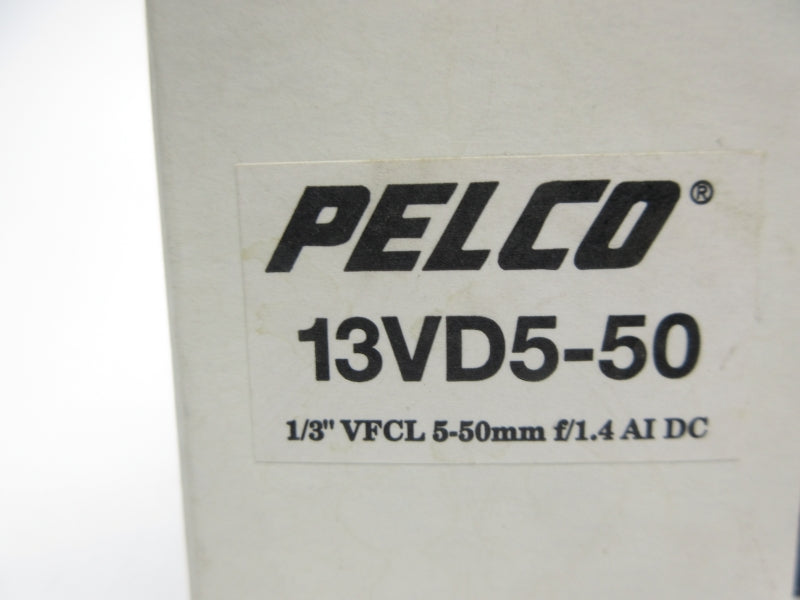 PELCO®
13VD5-50
1/3" VFCL 5-50mm f/1.4 AI DC